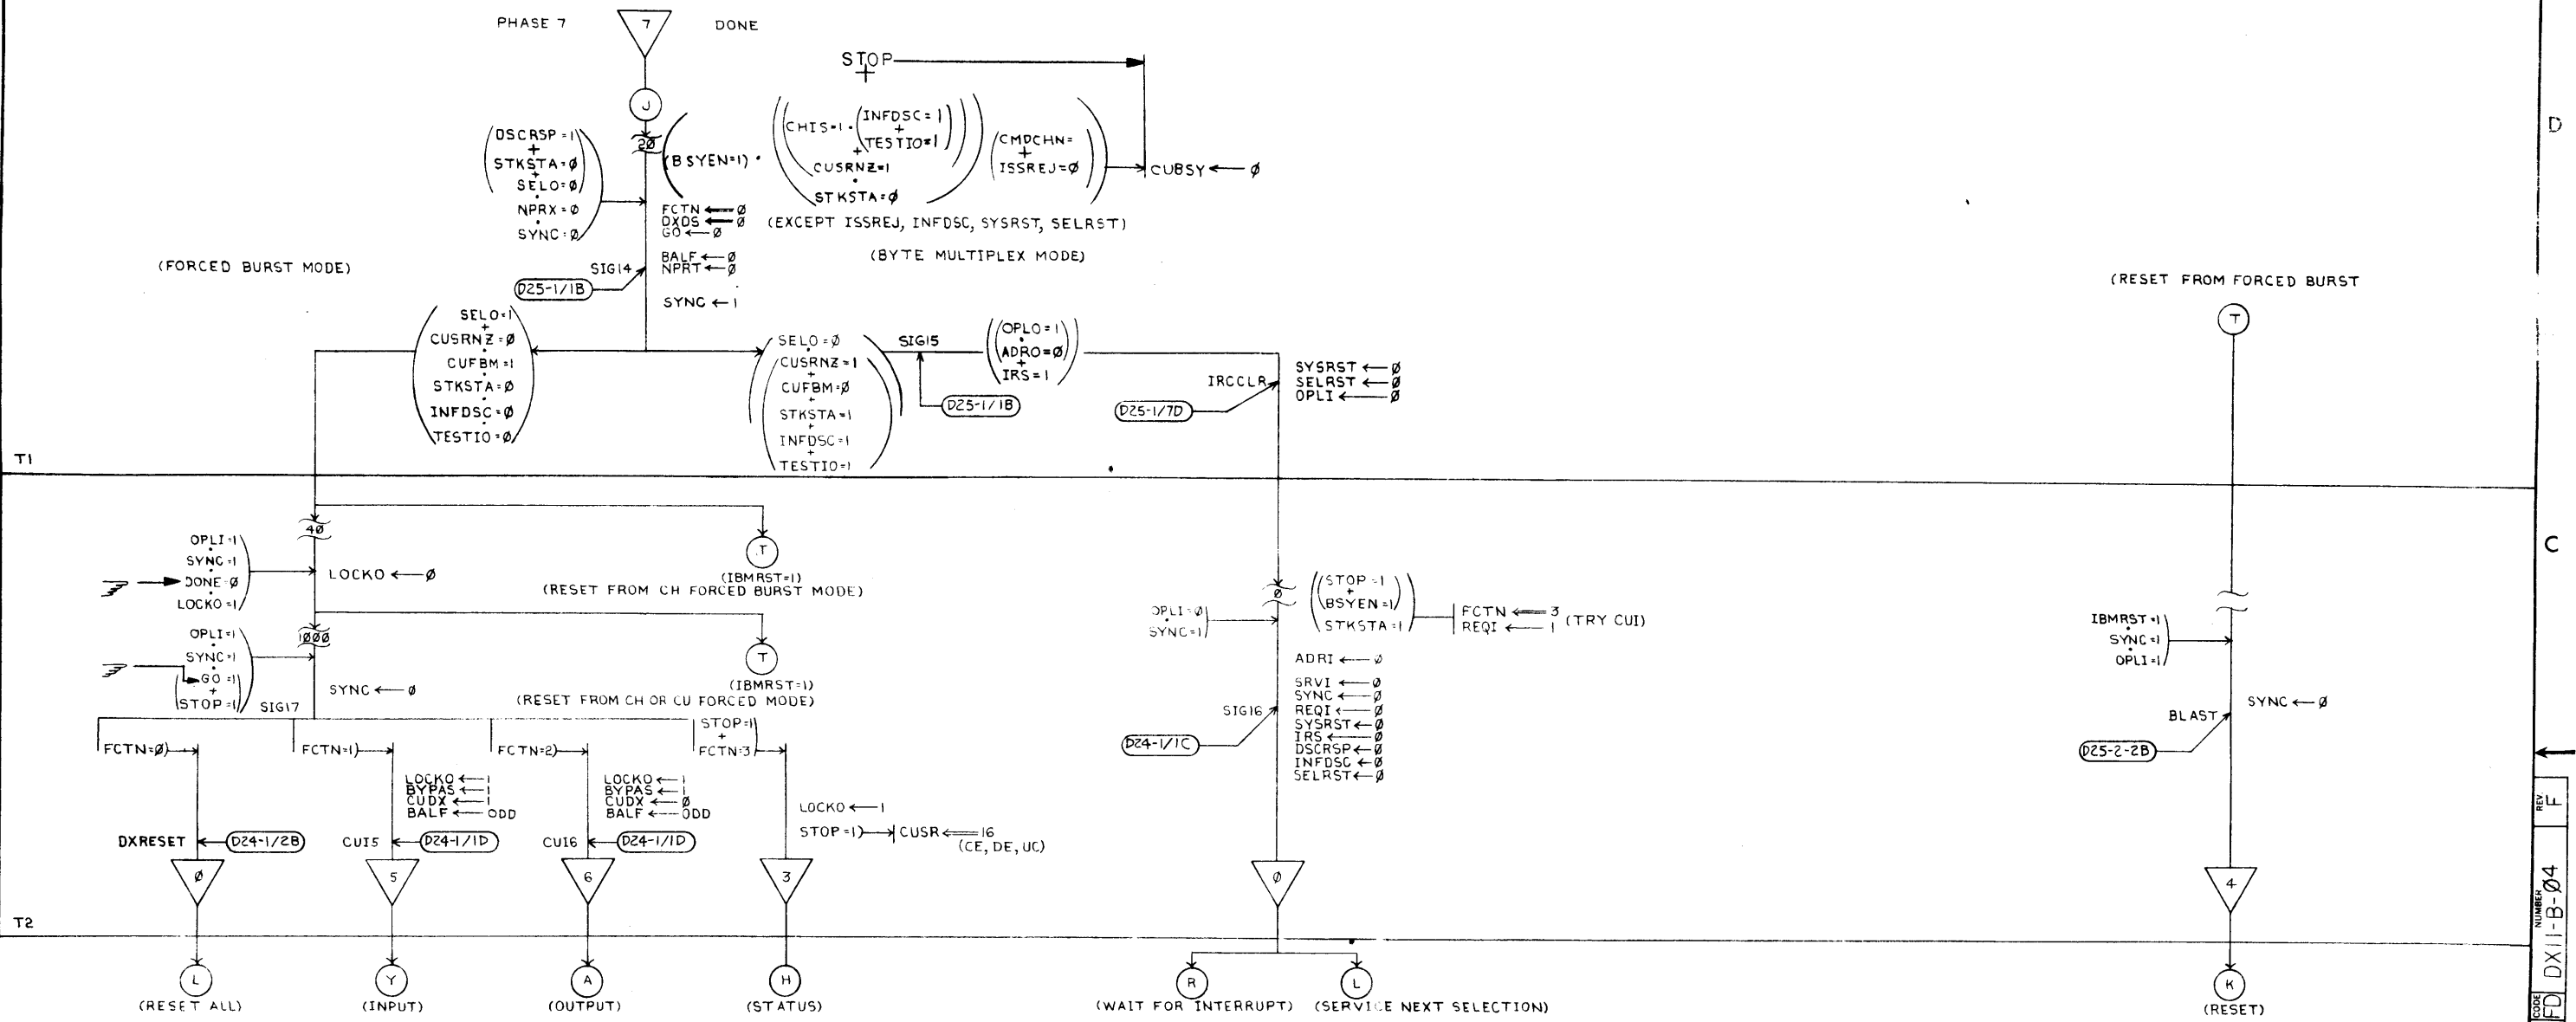 PHASE 7
7
DONE
STOP
+
J
20
DSCRSP=1
+
STKSTA=Ø
+
SELO=Ø
·
NPRX=Ø
·
SYNC=Ø
(BSYEN=1) ·
CHIS=1 · (INFDSC=1
+
TESTIO=1)
+
CUSRNZ=1
·
STKSTA=Ø
CMDCHN=
+
ISSREJ=Ø
CUBSY ← Ø
FCTN ← Ø
DXDS ← Ø
GO ← Ø
(EXCEPT ISSREJ, INFDSC, SYSRST, SELRST)
BALF ← Ø
NPRT ← Ø
(BYTE MULTIPLEX MODE)
(FORCED BURST MODE)
SIG14
D25-1/1B
SYNC ← 1
SELO=1
+
CUSRNZ=Ø
·
CUFBM=1
·
STKSTA=Ø
·
INFDSC=Ø
·
TESTIO=Ø
SELO=Ø
·
CUSRNZ=1
+
CUFBM=Ø
+
STKSTA=1
+
INFDSC=1
+
TESTIO=1
SIG15
D25-1/1B
OPLO=1
·
ADRO=Ø
+
IRS=1
IRCCLR
D25-1/7D
SYSRST ← Ø
SELRST ← Ø
OPLI ← Ø
(RESET FROM FORCED BURST
T
D
T1
4Ø
OPLI=1
·
SYNC=1
·
DONE=Ø
·
LOCKO=1
LOCKO ← Ø
T
(IBMRST=1)
(RESET FROM CH FORCED BURST MODE)
1ØØØ
OPLI=1
·
SYNC=1
·
GO=1
+
STOP=1
SYNC ← Ø
SIG17
T
(IBMRST=1)
(RESET FROM CH OR CU FORCED MODE)
FCTN=Ø)
FCTN=1)
FCTN=2)
STOP=1
+
FCTN=3
LOCKO ← 1
BYPAS ← 1
CUDX ← 1
BALF ← ODD
LOCKO ← 1
BYPAS ← 1
CUDX ← Ø
BALF ← ODD
LOCKO ← 1
STOP=1) → CUSR ← 16
(CE, DE, UC)
DXRESET
D24-1/2B
CUI5
D24-1/1D
CUI6
D24-1/1D
Ø
5
6
3
Ø
OPLI=Ø
·
SYNC=1
STOP=1
+
BSYEN=1
·
STKSTA=1
FCTN ← 3
REQI ← 1
(TRY CUI)
ADRI ← Ø
SRVI ← Ø
SYNC ← Ø
REQI ← Ø
SYSRST ← Ø
IRS ← Ø
DSCRSP ← Ø
INFDSC ← Ø
SELRST ← Ø
SIG16
D24-1/1C
Ø
IBMRST=1
·
SYNC=1
·
OPLI=1
SYNC ← Ø
BLAST
D25-2-2B
4
C
T2
L
(RESET ALL)
Y
(INPUT)
A
(OUTPUT)
H
(STATUS)
R
(WAIT FOR INTERRUPT)
L
(SERVICE NEXT SELECTION)
K
(RESET)
CODE
FD
NUMBER
DX11-B-Ø4
REV.
F